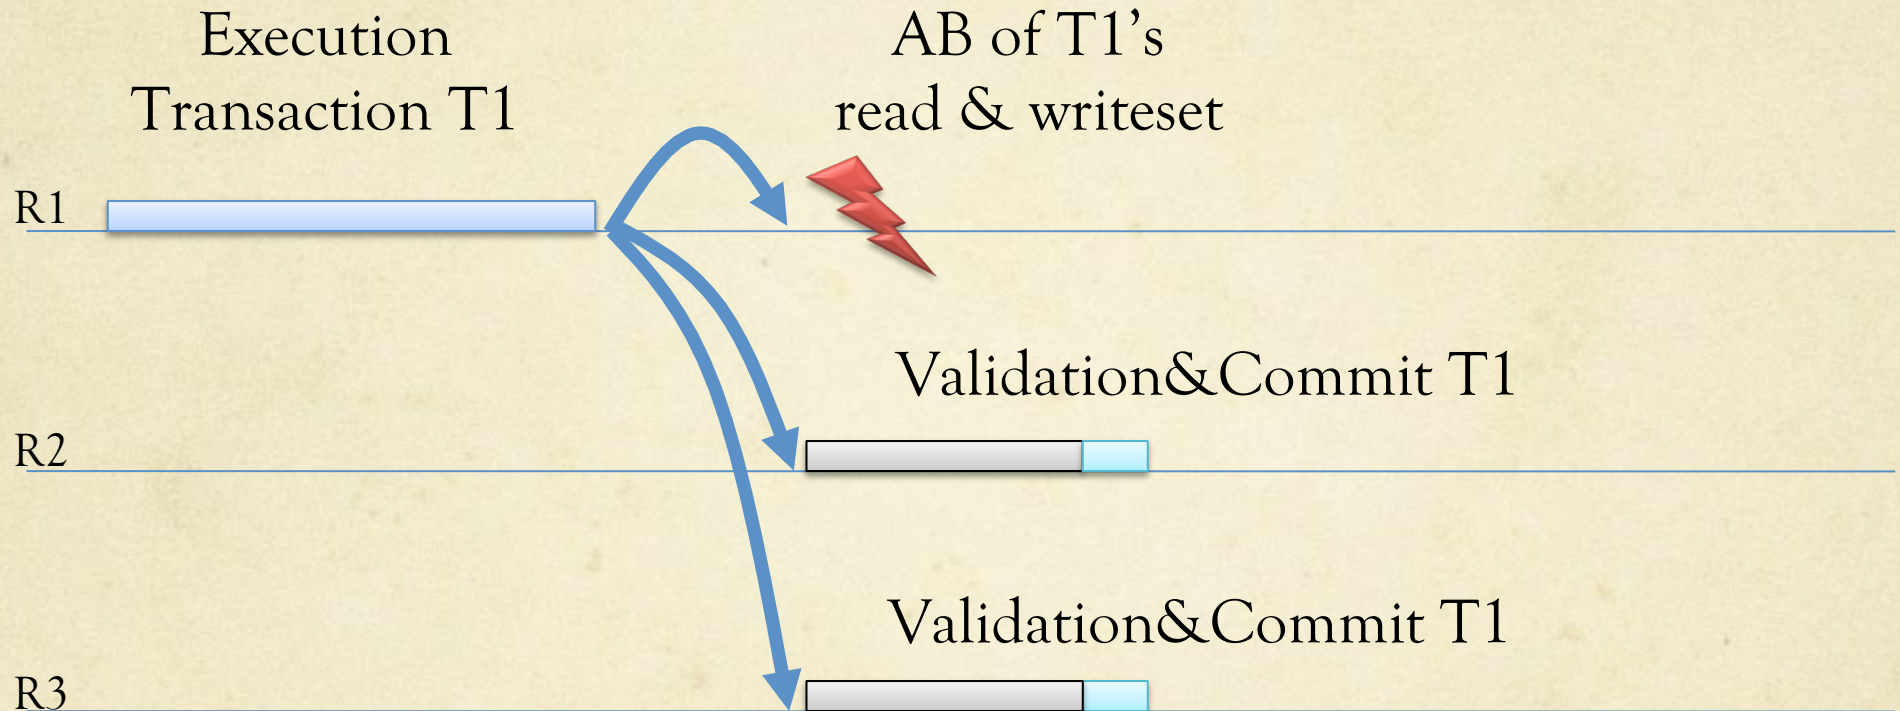 Execution
Transaction T1
AB of T1’s
read & writeset
R1
Validation&Commit T1
R2
Validation&Commit T1
R3